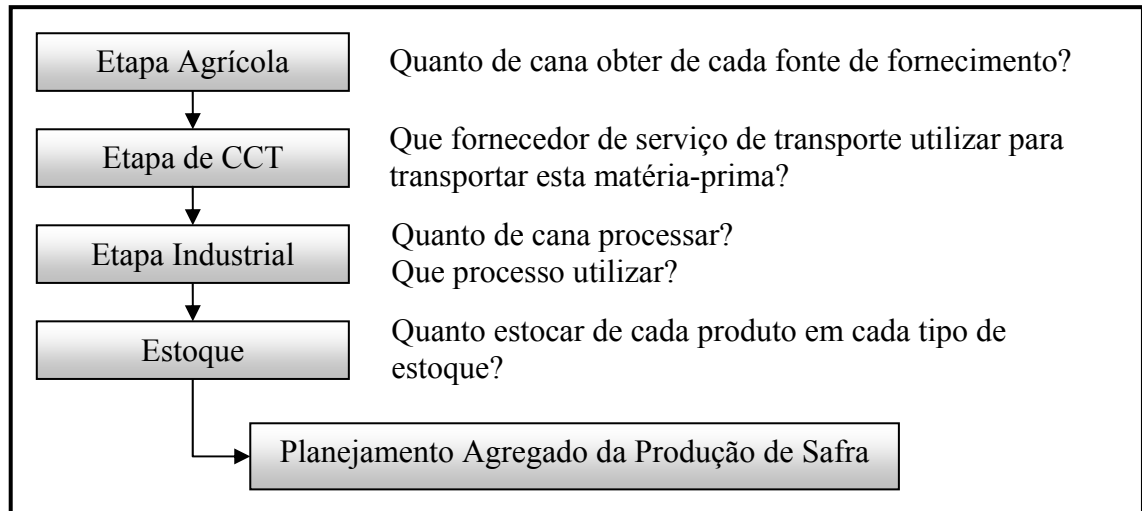 Etapa Agrícola
Quanto de cana obter de cada fonte de fornecimento?
Etapa de CCT
Que fornecedor de serviço de transporte utilizar para
transportar esta matéria-prima?
Etapa Industrial
Quanto de cana processar?
Que processo utilizar?
Estoque
Quanto estocar de cada produto em cada tipo de
estoque?
Planejamento Agregado da Produção de Safra